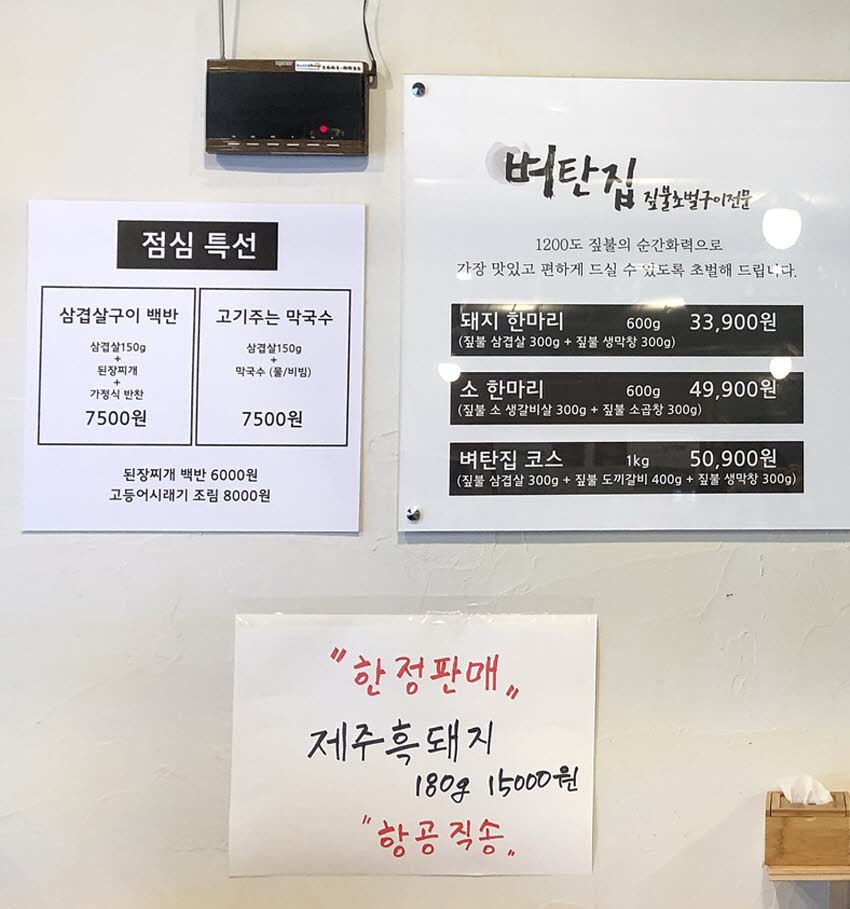 1661-8535
점심 특선
삼겹살구이 백반
삼겹살150g
+
된장찌개
+
가정식 반찬
7500원
고기주는 막국수
삼겹살150g
+
막국수 (물/비빔)
7500원
된장찌개 백반 6000원
고등어시래기 조림 8000원
벼탄집 짚불초벌구이전문
1200도 짚불의 순간화력으로
가장 맛있고 편하게 드실 수 있도록 초벌해 드립니다.
돼지 한마리 600g 33,900원
(짚불 삼겹살 300g + 짚불 생막창 300g)
소 한마리 600g 49,900원
(짚불 소 생갈비살 300g + 짚불 소곱창 300g)
벼탄집 코스 1kg 50,900원
(짚불 삼겹살 300g + 짚불 도끼갈비 400g + 짚불 생막창 300g)
"한정판매"
제주흑돼지
180g 15000원
"항공직송"